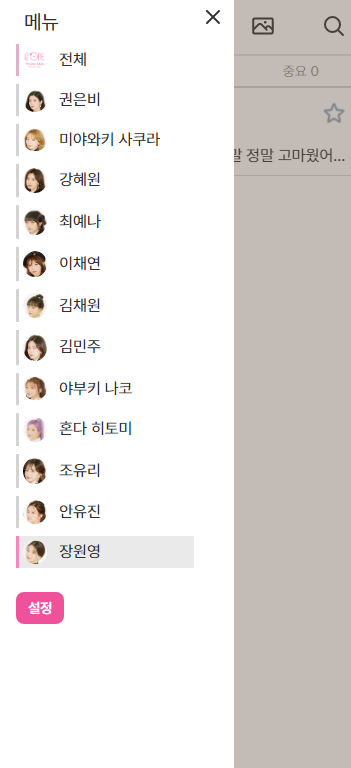 메뉴
전체
권은비
미야와키 사쿠라
강혜원
최예나
이채연
김채원
김민주
야부키 나코
혼다 히토미
조유리
안유진
장원영
설정
중요 0
말 정말 고마웠어...